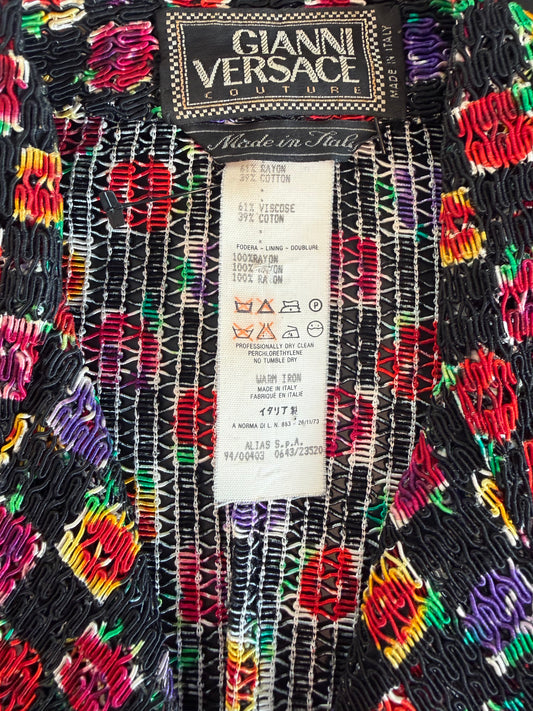 GIANNI
VERSACE
COUTURE
MADE IN ITALY
Made in Italy
61% RAYON
39% COTTON
61% VISCOSE
39% COTON
FODERA - LINING - DOUBLURE
100%RAYON
100% RAYON
100% RAYON
P
PROFESSIONALLY DRY CLEAN
PERCHLORETHYLENE
NO TUMBLE DRY
WARM IRON
MADE IN ITALY
FABRIQUÉ EN ITALIE
イタリア製
A NORMA DI L. N. 883 - 26/11/73
ALIAS S.p.A.
94/00403 0643/23520